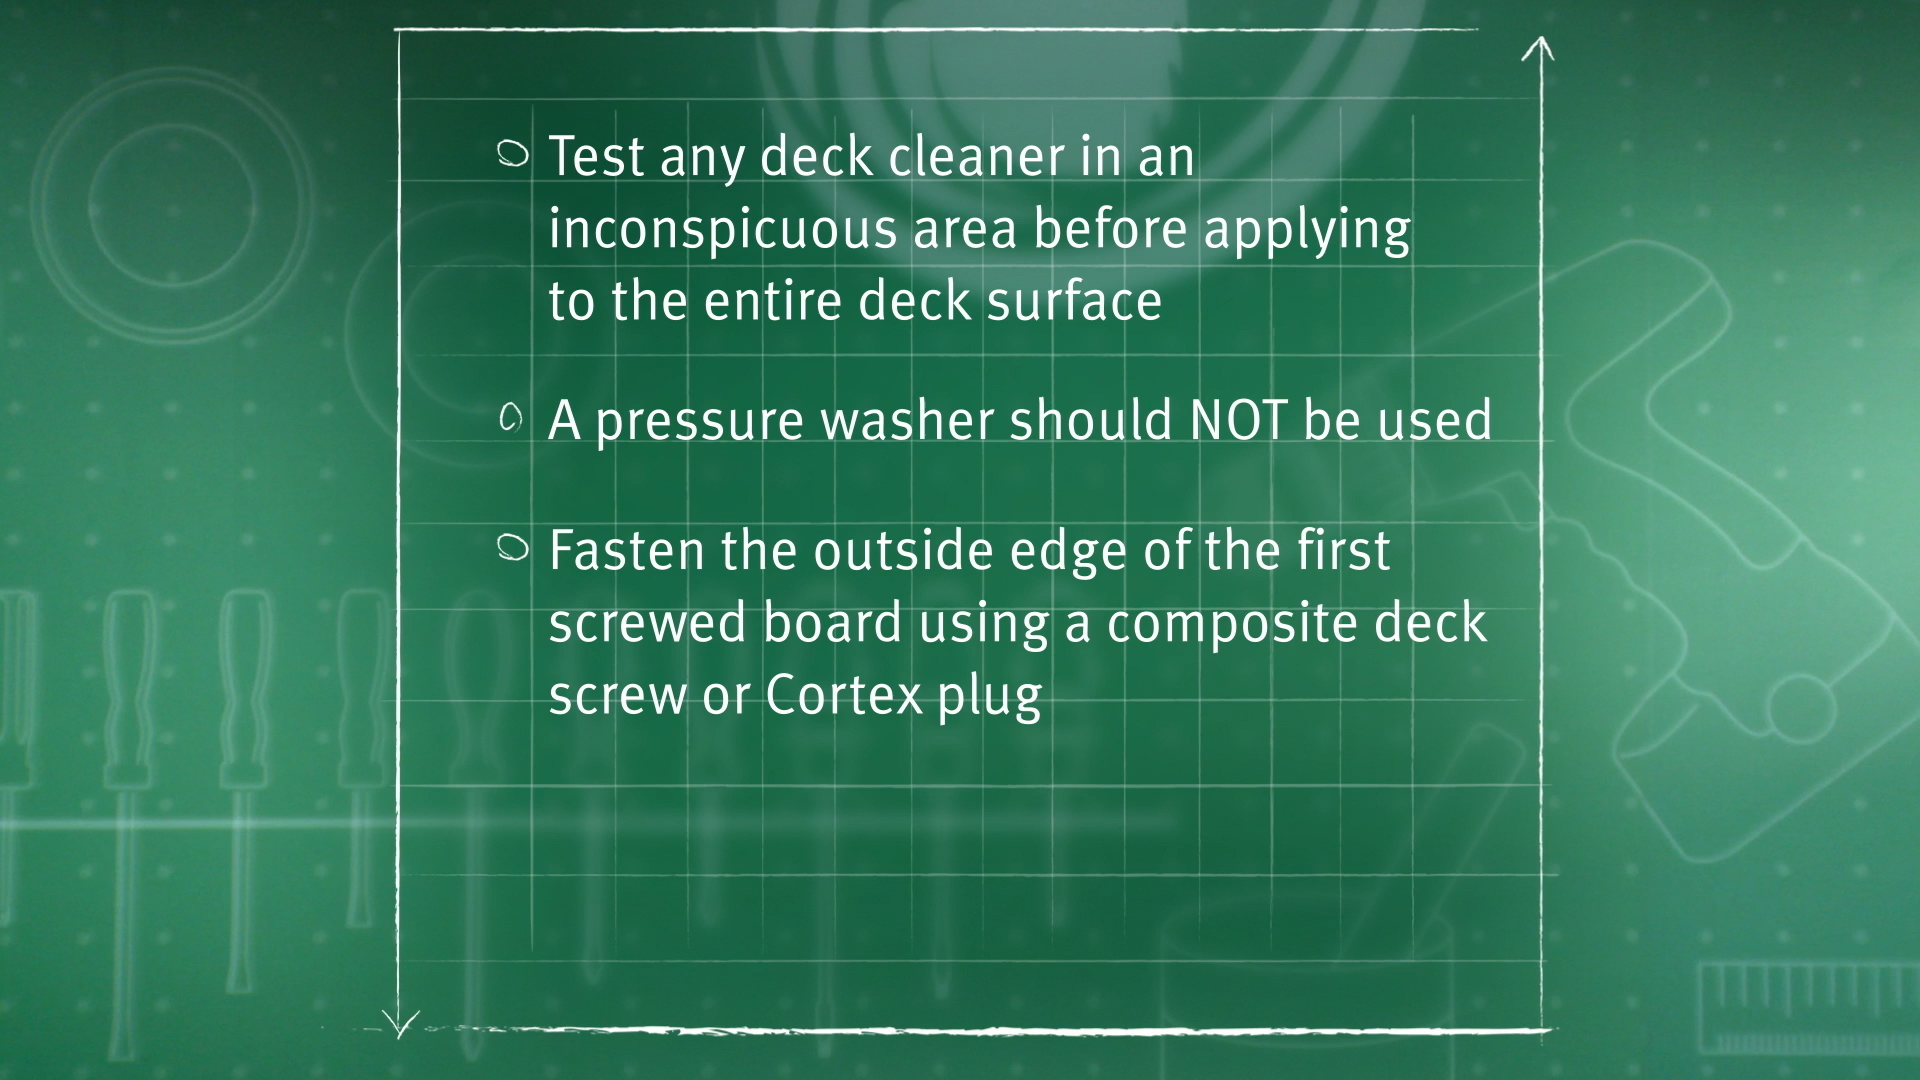 Test any deck cleaner in an
inconspicuous area before applying
to the entire deck surface
A pressure washer should NOT be used
Fasten the outside edge of the first
screwed board using a composite deck
screw or Cortex plug